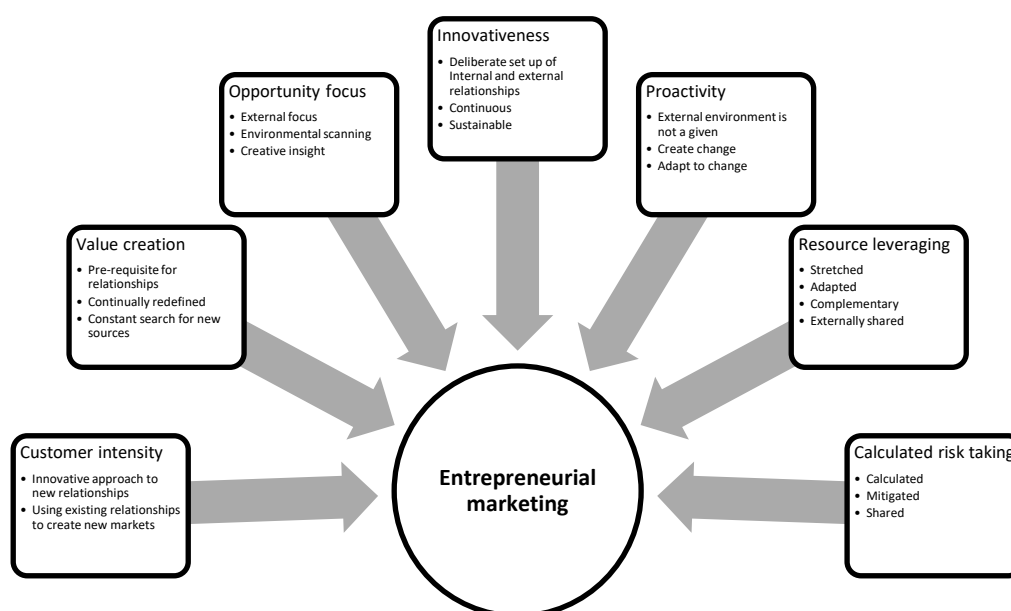 Innovativeness
• Deliberate set up of
Internal and external
relationships
• Continuous
• Sustainable
Opportunity focus
• External focus
• Environmental scanning
• Creative insight
Proactivity
• External environment is
not a given
• Create change
• Adapt to change
Value creation
• Pre-requisite for
relationships
• Continually redefined
• Constant search for new
sources
Resource leveraging
• Stretched
• Adapted
• Complementary
• Externally shared
Customer intensity
• Innovative approach to
new relationships
• Using existing relationships
to create new markets
Entrepreneurial
marketing
Calculated risk taking
• Calculated
• Mitigated
• Shared